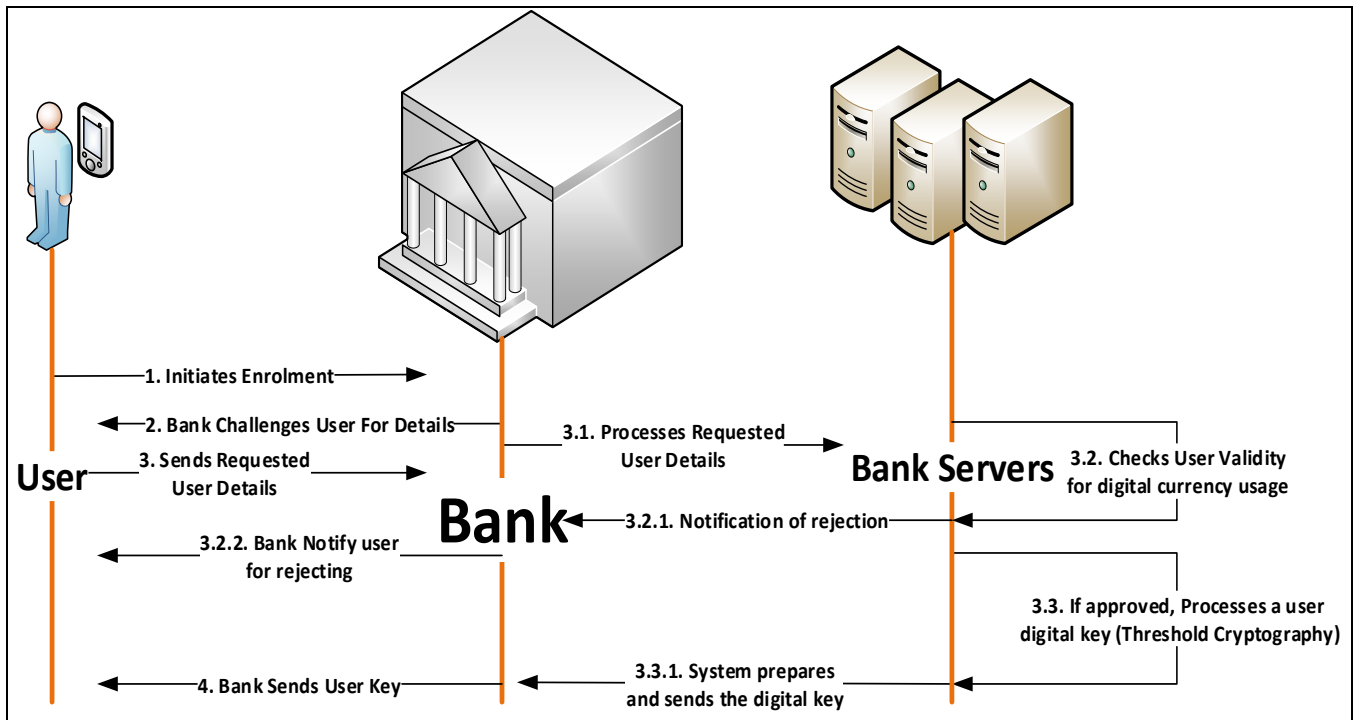 1. Initiates Enrolment
2. Bank Challenges User For Details
3.1. Processes Requested
User Details
User
3. Sends Requested
User Details
Bank Servers
3.2. Checks User Validity
for digital currency usage
Bank
3.2.1. Notification of rejection
3.2.2. Bank Notify user
for rejecting
3.3. If approved, Processes a user
digital key (Threshold Cryptography)
3.3.1. System prepares
and sends the digital key
4. Bank Sends User Key